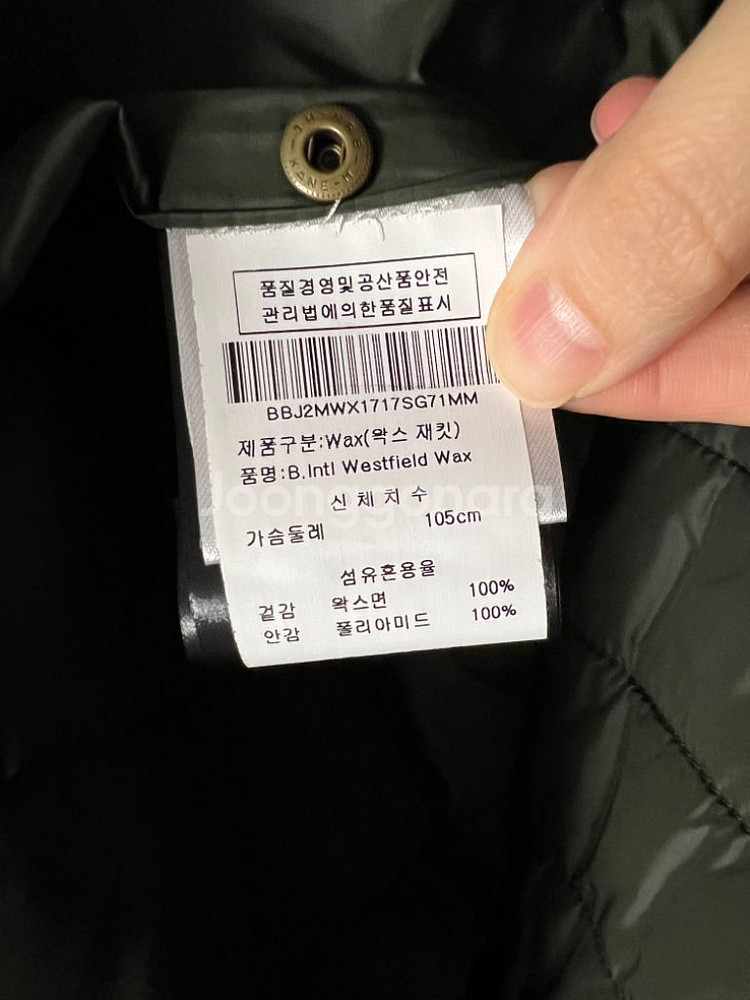 품질경영및공산품안전
관리법에의한품질표시
BBJ2MWX1717SG71MM
제품구분:Wax(왁스 재킷)
품명:B.Intl Westfield Wax
신체치수
가슴둘레 105cm
섬유혼용율
겉감 왁스면 100%
안감 폴리아미드 100%
Joonggonara